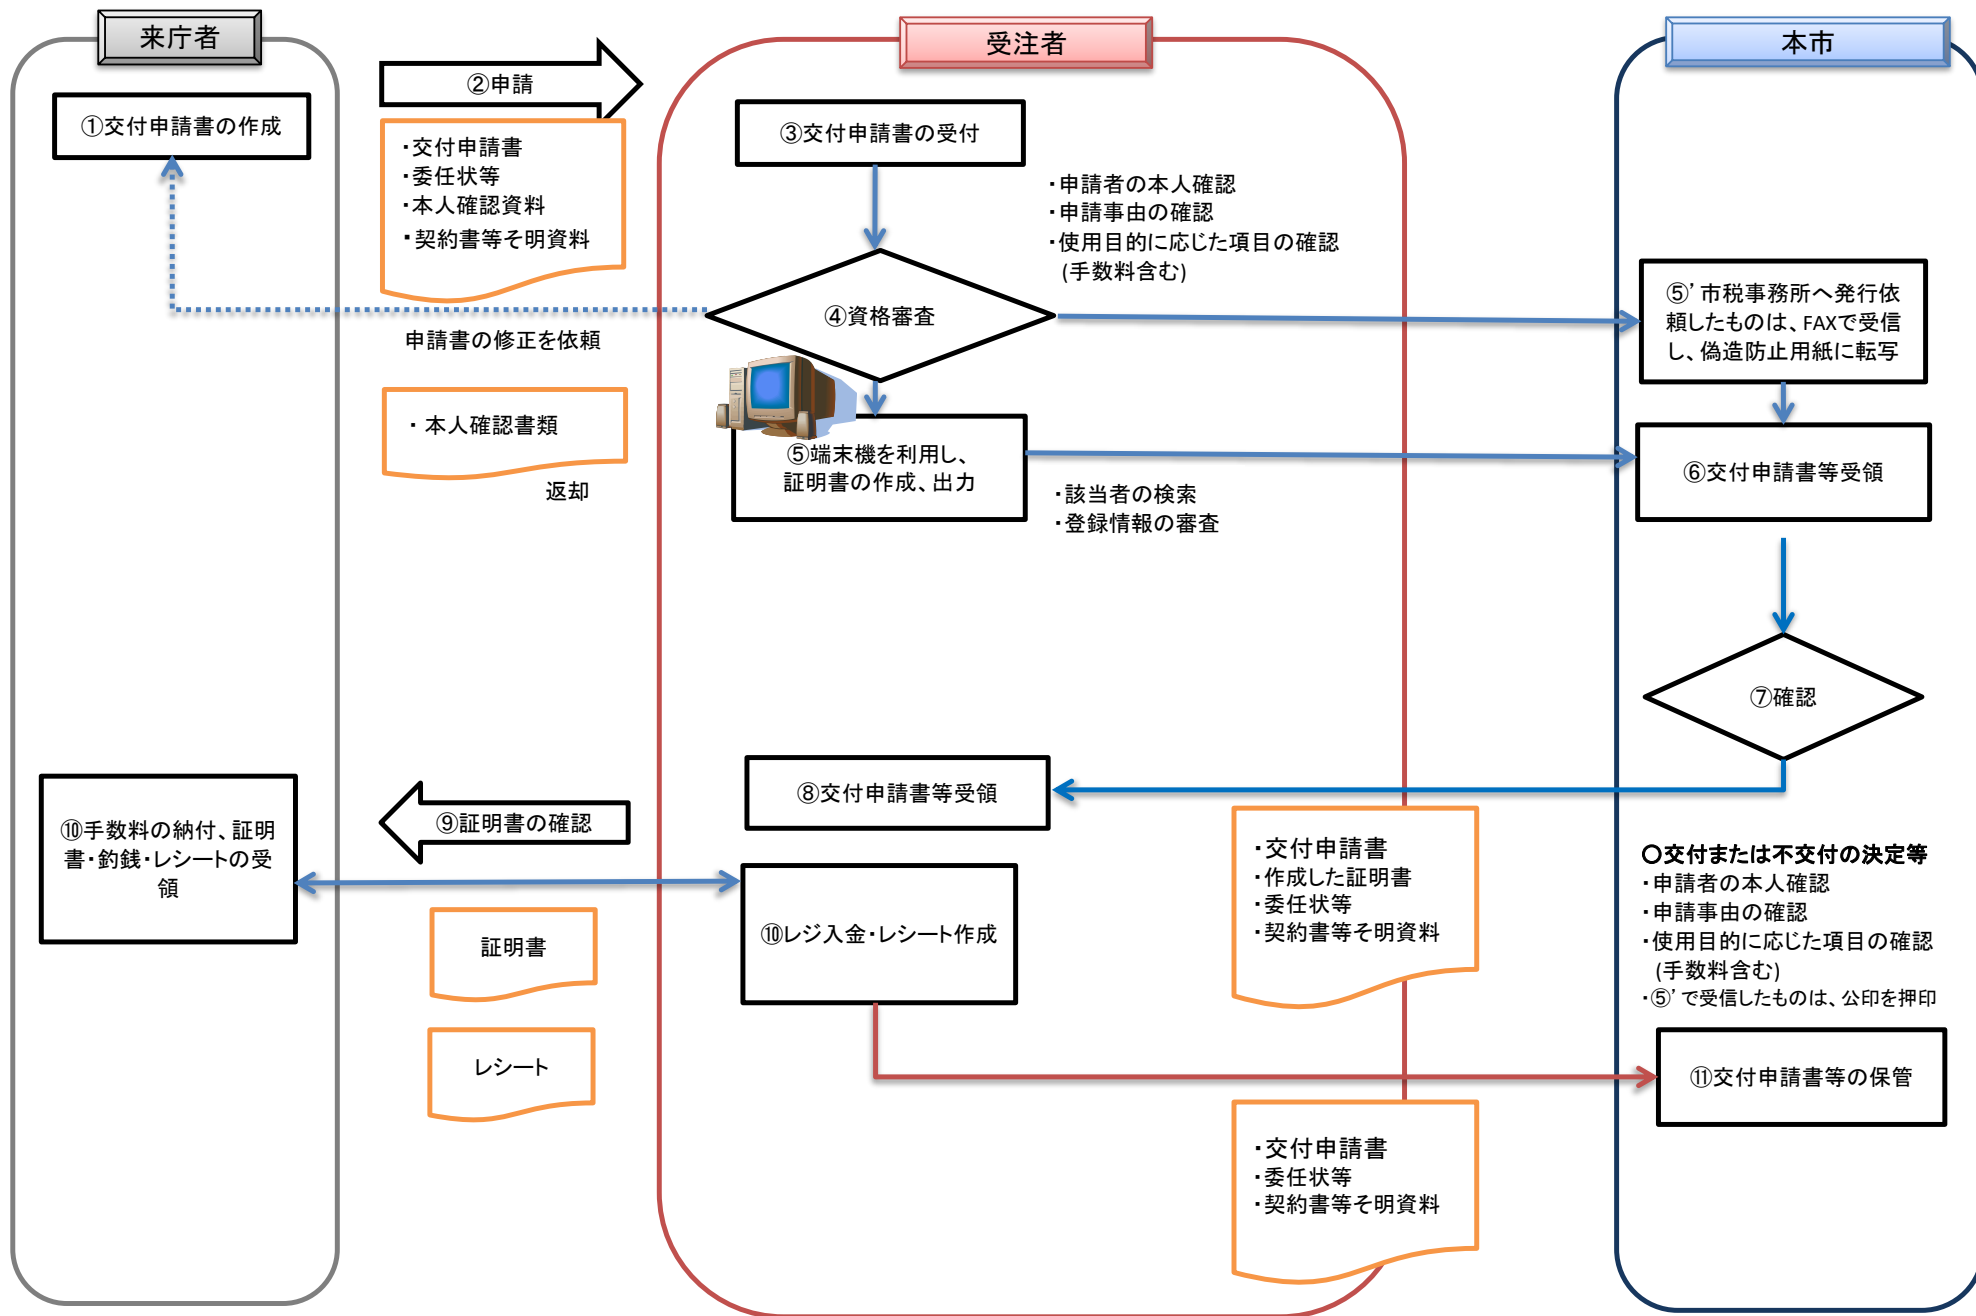 来庁者
受注者
本市
①交付申請書の作成
②申請
・交付申請書
・委任状等
・本人確認資料
・契約書等そ明資料
③交付申請書の受付
・申請者の本人確認
・申請事由の確認
・使用目的に応じた項目の確認
(手数料含む)
④資格審査
申請書の修正を依頼
⑤’市税事務所へ発行依
頼したものは、FAXで受信
し、偽造防止用紙に転写
・本人確認書類
返却
⑤端末機を利用し、
証明書の作成、出力
・該当者の検索
・登録情報の審査
⑥交付申請書等受領
⑦確認
⑧交付申請書等受領
⑨証明書の確認
⑩手数料の納付、証明
書・釣銭・レシートの受
領
・交付申請書
・作成した証明書
・委任状等
・契約書等そ明資料
〇交付または不交付の決定等
・申請者の本人確認
・申請事由の確認
・使用目的に応じた項目の確認
(手数料含む)
・⑤’で受信したものは、公印を押印
証明書
⑩レジ入金・レシート作成
レシート
⑪交付申請書等の保管
・交付申請書
・委任状等
・契約書等そ明資料